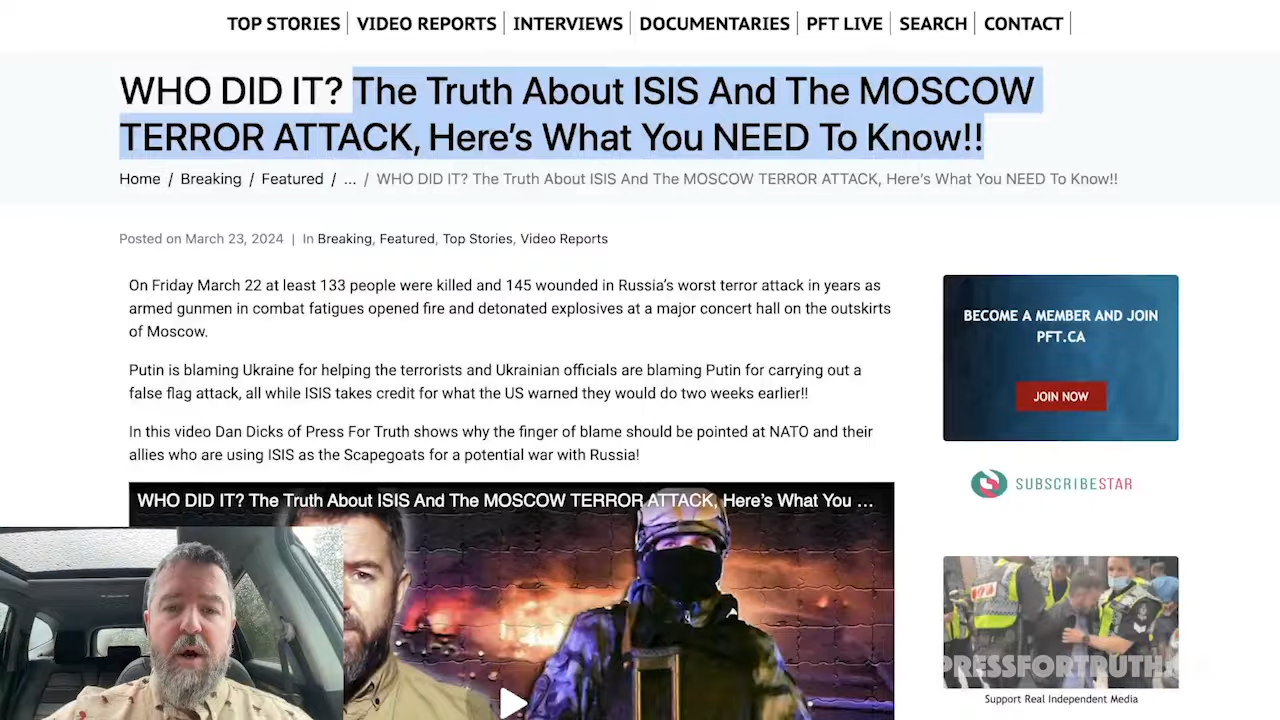 TOP STORIES VIDEO REPORTS INTERVIEWS DOCUMENTARIES PFT LIVE SEARCH CONTACT
WHO DID IT? The Truth About ISIS And The MOSCOW
TERROR ATTACK, Here’s What You NEED To Know!!
Home / Breaking / Featured / ... / WHO DID IT? The Truth About ISIS And The MOSCOW TERROR ATTACK, Here’s What You NEED To Know!!
Posted on March 23, 2024 | In Breaking, Featured, Top Stories, Video Reports
On Friday March 22 at least 133 people were killed and 145 wounded in Russia’s worst terror attack in years as
armed gunmen in combat fatigues opened fire and detonated explosives at a major concert hall on the outskirts
of Moscow.
Putin is blaming Ukraine for helping the terrorists and Ukrainian officials are blaming Putin for carrying out a
false flag attack, all while ISIS takes credit for what the US warned they would do two weeks earlier!!
In this video Dan Dicks of Press For Truth shows why the finger of blame should be pointed at NATO and their
allies who are using ISIS as the Scapegoats for a potential war with Russia!
WHO DID IT? The Truth About ISIS And The MOSCOW TERROR ATTACK, Here’s What You ...
BECOME A MEMBER AND JOIN
PFT.CA
JOIN NOW
SUBSCRIBESTAR
PRESSFORTRUTH
Support Real Independent Media